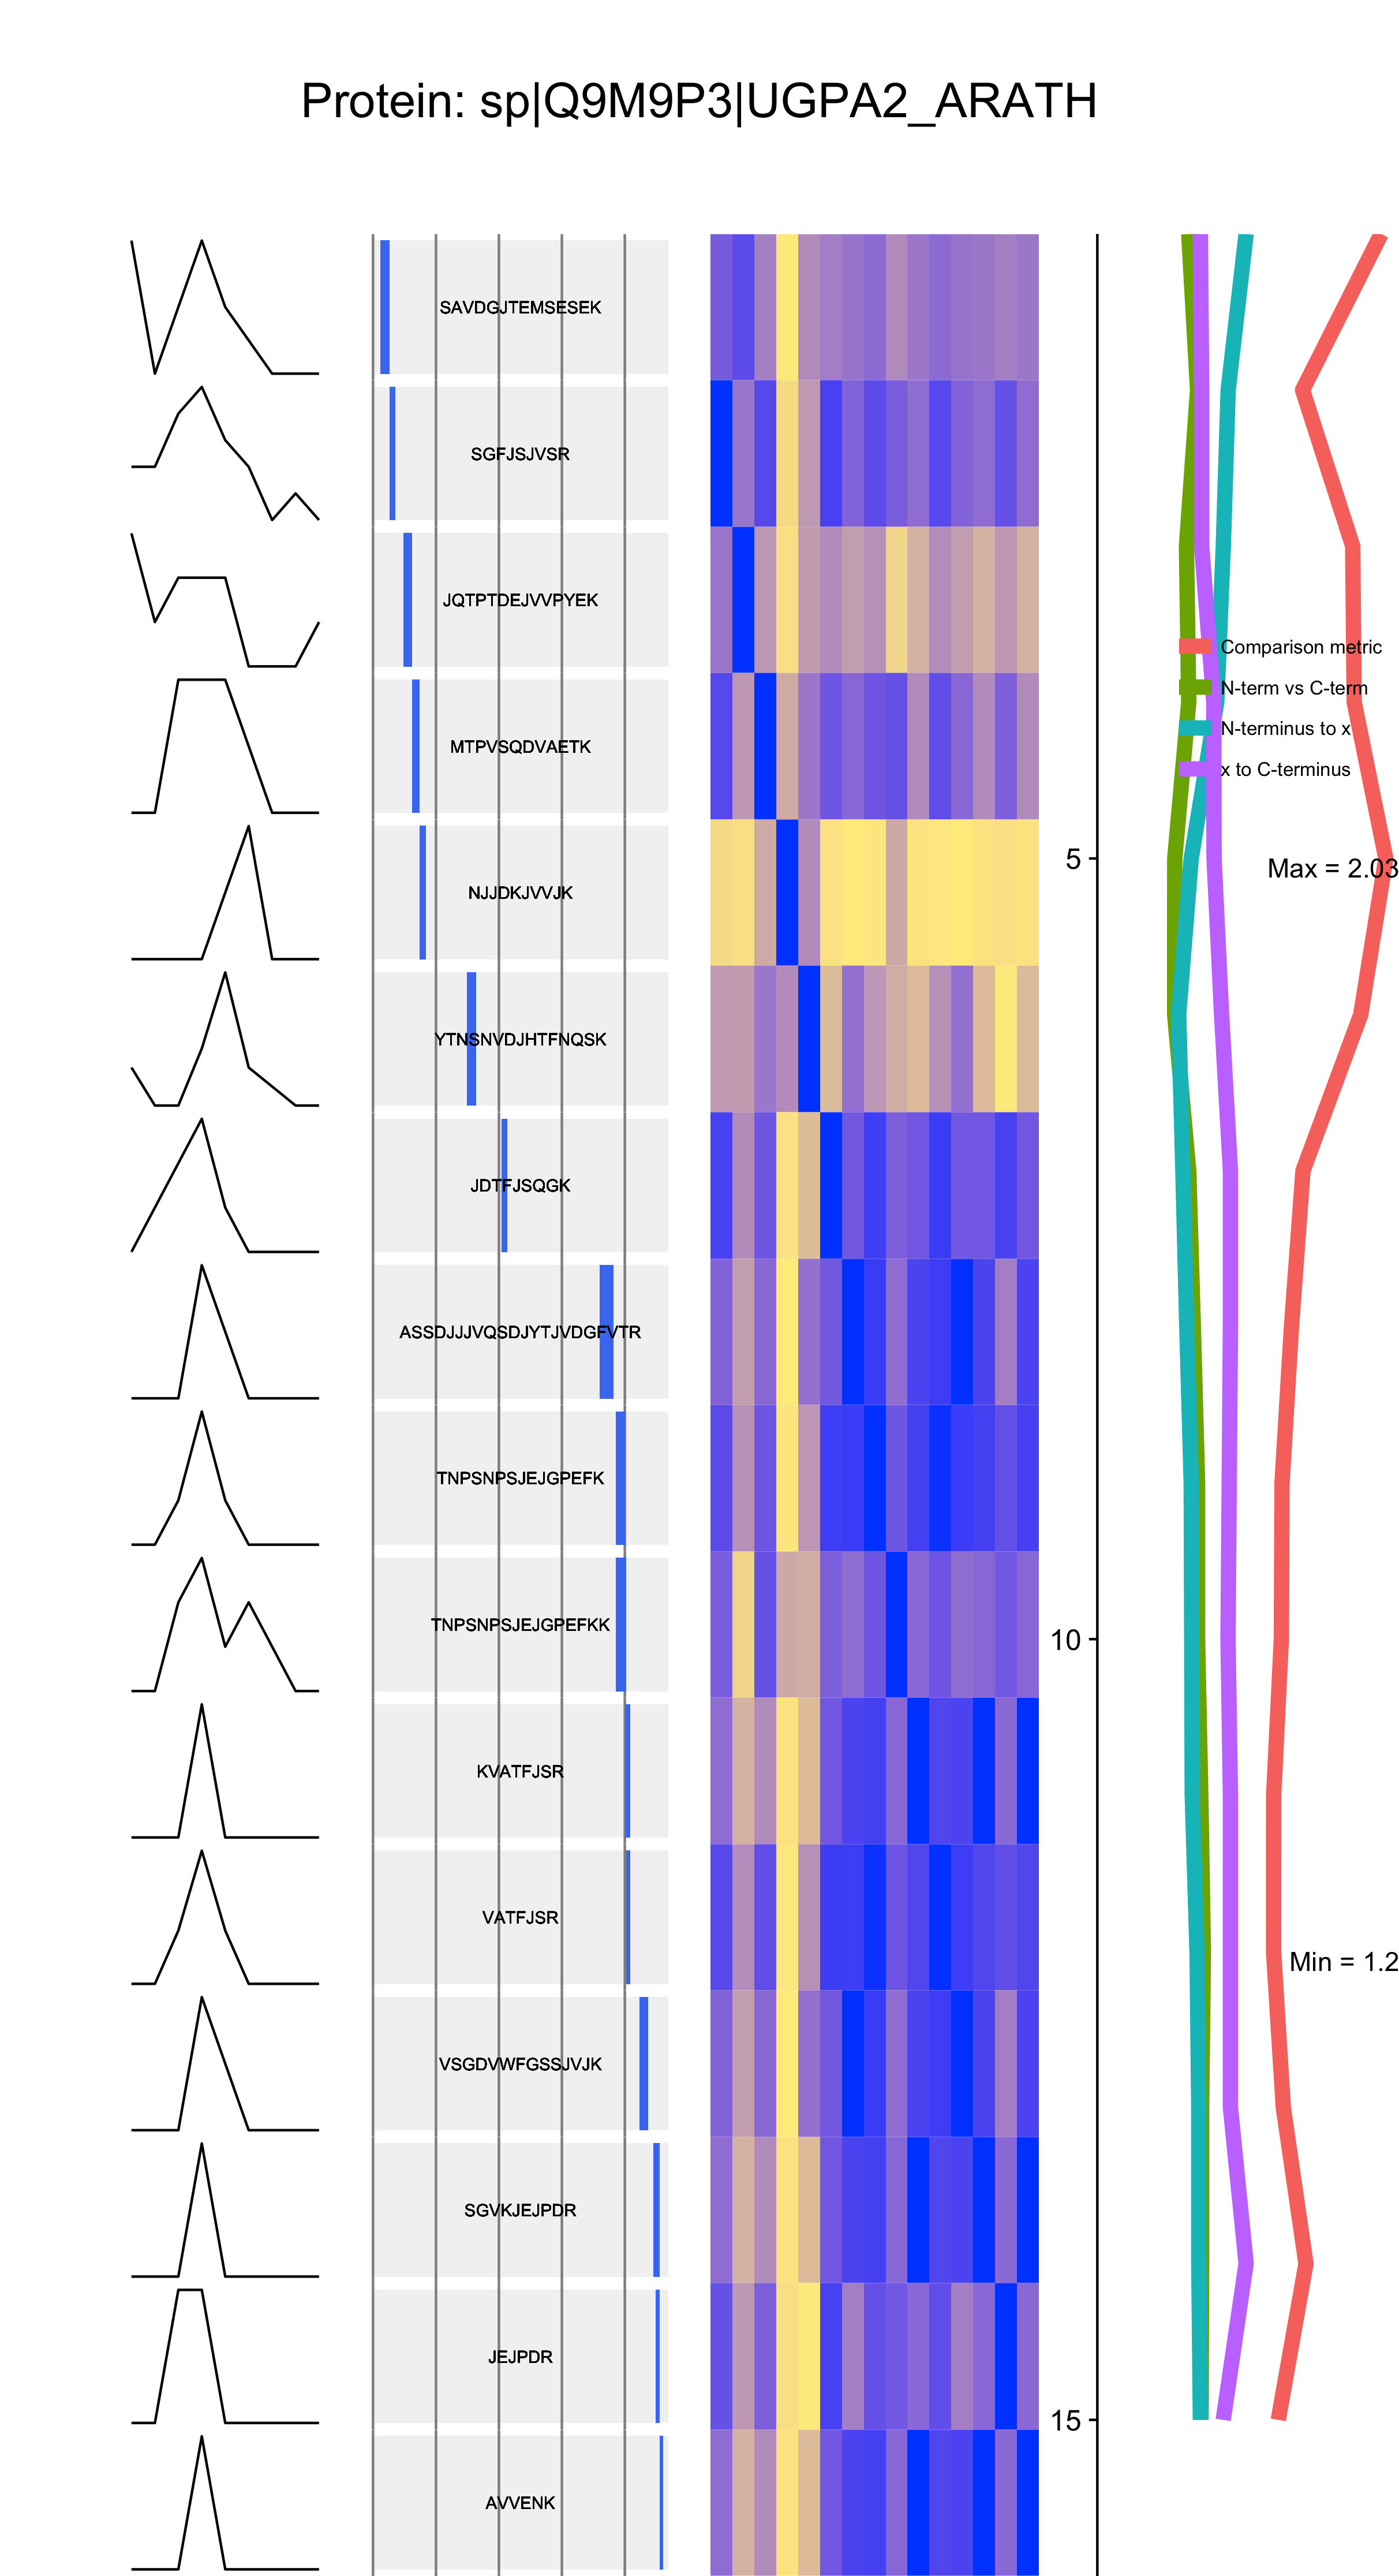 Protein: sp|Q9M9P3|UGPA2_ARATH
SAVDGJTEMSESEK
SGFJSJVSR
JQTPTDEJVVPYEK
Comparison metric
N-term vs C-term
N-terminus to x
MTPVSQDVAETK
x to C-terminus
5
Max = 2.03
NJJDKJVVJK
YTNSNVDJHTFNQSK
JDTFJSQGK
ASSDJJJVQSDJYTJVDGFVTR
TNPSNPSJEJGPEFK
TNPSNPSJEJGPEFKK
10
KVATFJSR
VATFJSR
Min = 1.2
VSGDVWFGSSJVJK
SGVKJEJPDR
JEJPDR
15
AVVENK